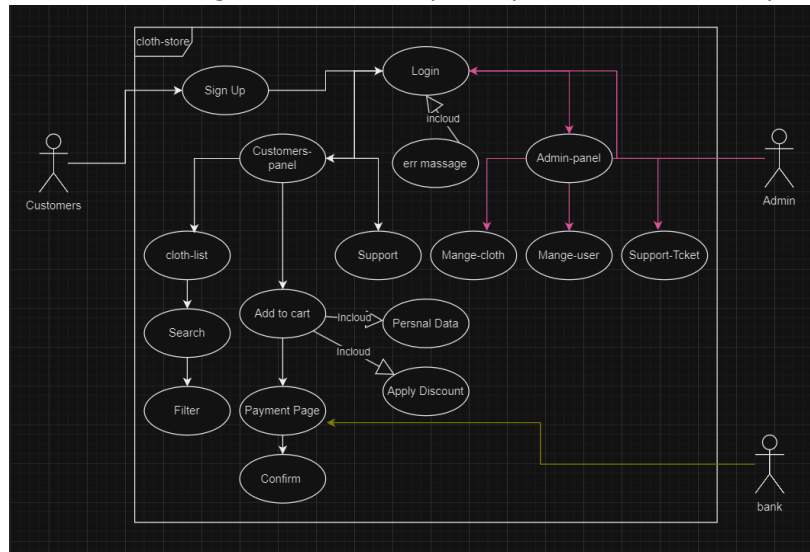 cloth-store
Sign Up
Login
Incloud
err massage
Customers-
panel
Admin-panel
Customers
Admin
cloth-list
Support
Mange-cloth
Mange-user
Support-Tcket
Add to cart
Incloud
Persnal Data
Search
Incloud
Apply Discount
Filter
Payment Page
Confirm
bank